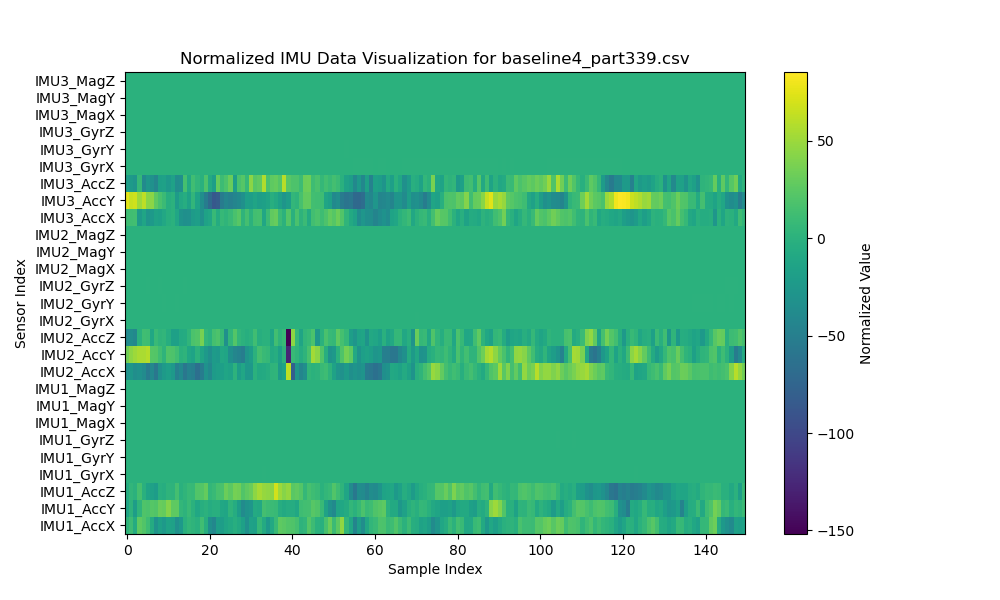 Normalized IMU Data Visualization for baseline4_part339.csv
IMU3_MagZ
IMU3_MagY
IMU3_MagX
IMU3_GyrZ
IMU3_GyrY
IMU3_GyrX
IMU3_AccZ
IMU3_AccY
IMU3_AccX
IMU2_MagZ
IMU2_MagY
IMU2_MagX
IMU2_GyrZ
IMU2_GyrY
IMU2_GyrX
IMU2_AccZ
IMU2_AccY
IMU2_AccX
IMU1_MagZ
IMU1_MagY
IMU1_MagX
IMU1_GyrZ
IMU1_GyrY
IMU1_GyrX
IMU1_AccZ
IMU1_AccY
IMU1_AccX
Sensor Index
0 20 40 60 80 100 120 140
Sample Index
50
0
−50
−100
−150
Normalized Value